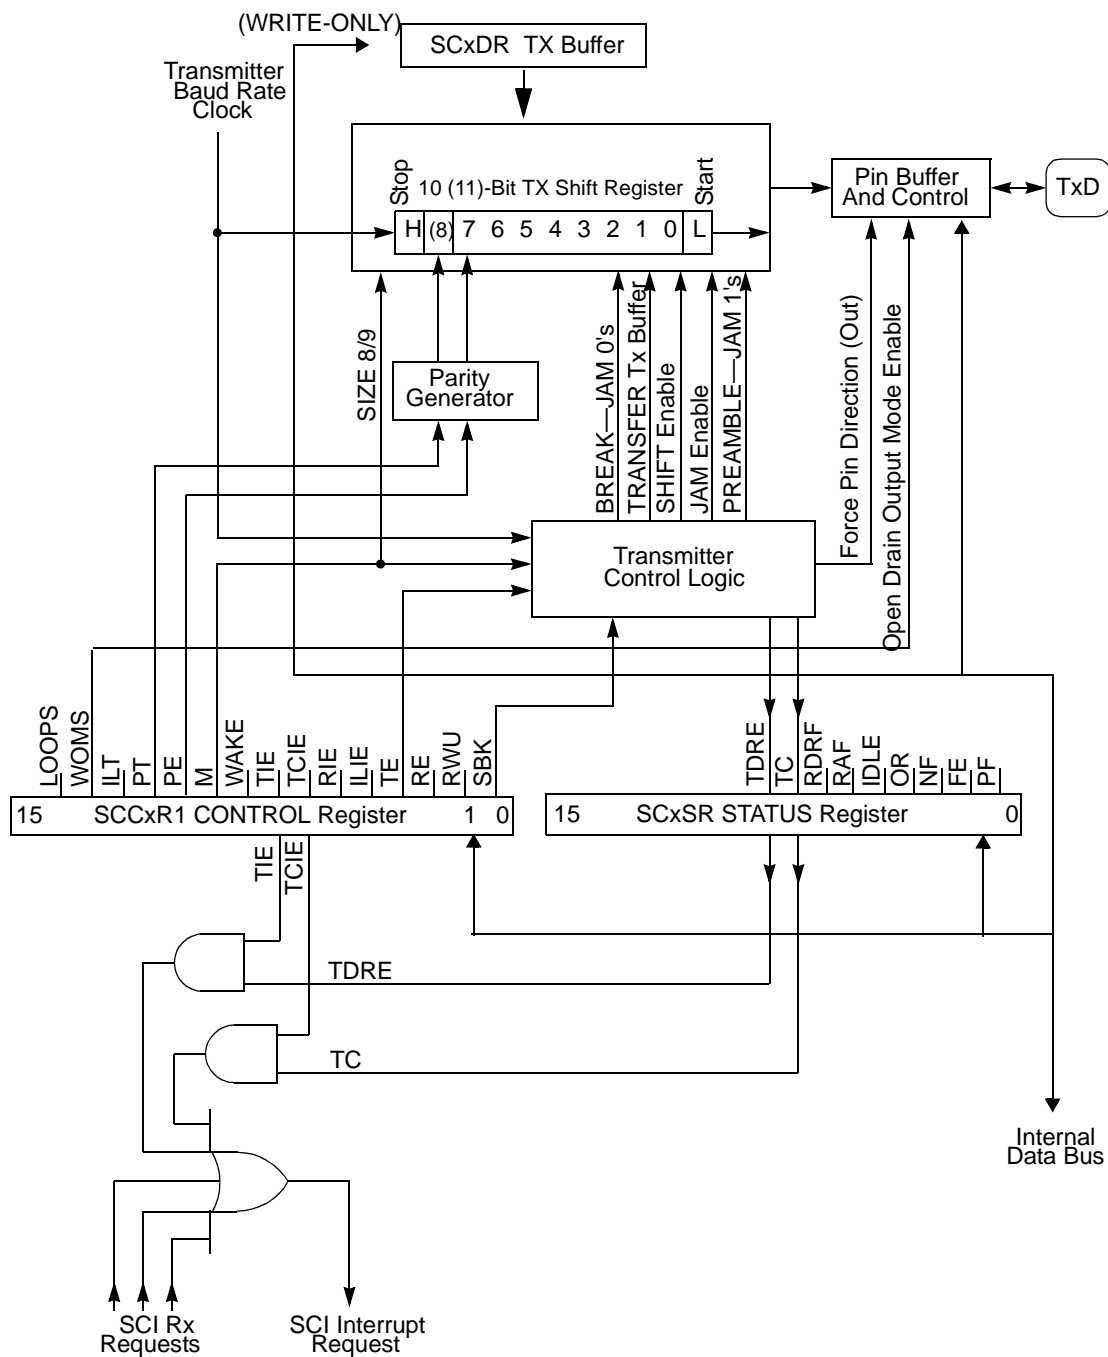 (WRITE-ONLY)
SCxDR TX Buffer
Transmitter
Baud Rate
Clock
Stop
10 (11)-Bit TX Shift Register
Start
H (8) 7 6 5 4 3 2 1 0 L
Pin Buffer
And Control
TxD
SIZE 8/9
Parity
Generator
BREAK—JAM 0's
TRANSFER Tx Buffer
SHIFT Enable
JAM Enable
PREAMBLE—JAM 1's
Force Pin Direction (Out)
Open Drain Output Mode Enable
Transmitter
Control Logic
LOOPS
WOMS
ILT
PT
PE
M
WAKE
TIE
TCIE
RIE
ILIE
TE
RE
RWU
SBK
TDRE
TC
RDRF
RAF
IDLE
OR
NF
FE
PF
15 SCCxR1 CONTROL Register 1 0
15 SCxSR STATUS Register 0
TIE
TCIE
TDRE
TC
Internal
Data Bus
SCI Rx
Requests
SCI Interrupt
Request